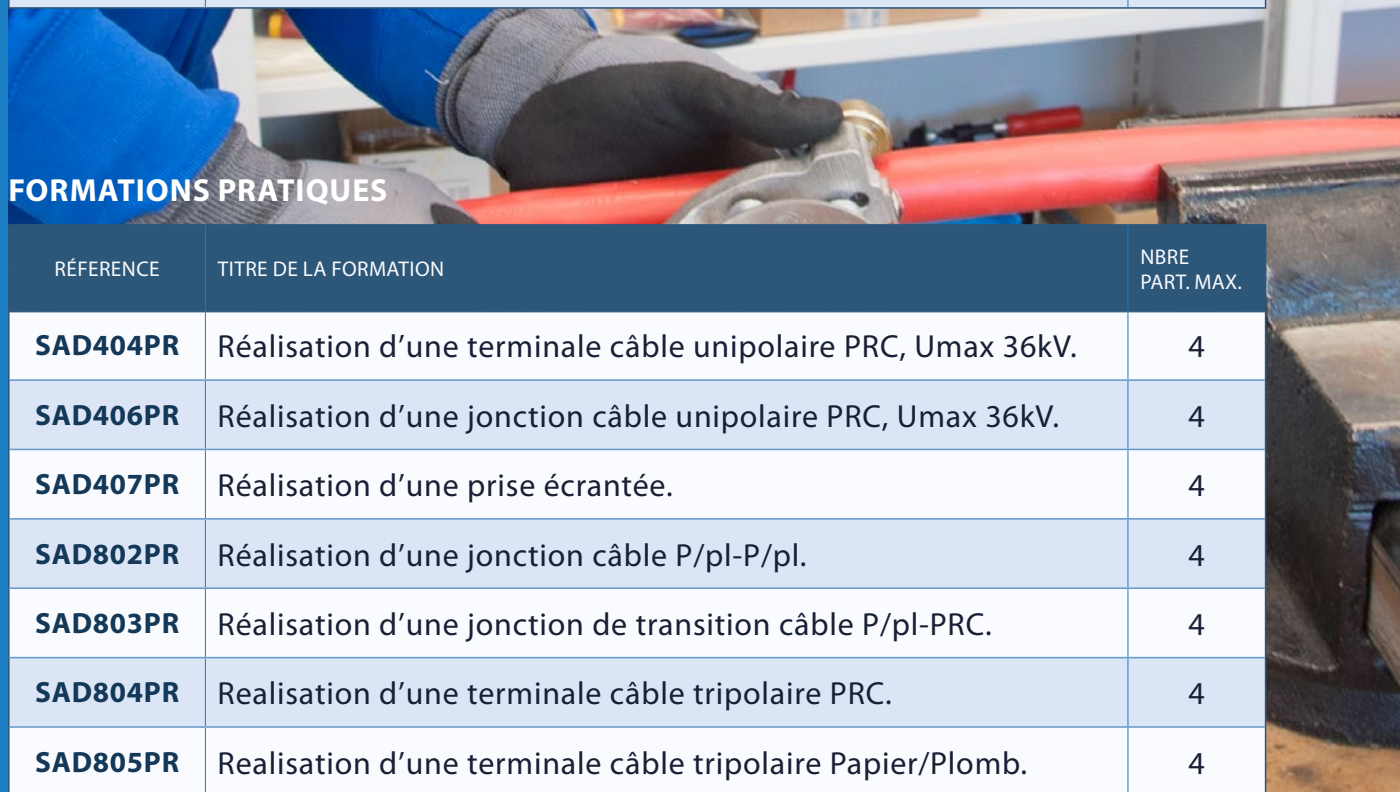 FORMATIONS PRATIQUES
RÉFERENCE TITRE DE LA FORMATION NBRE
PART. MAX.
SAD404PR Réalisation d’une terminale câble unipolaire PRC, Umax 36kV. 4
SAD406PR Réalisation d’une jonction câble unipolaire PRC, Umax 36kV. 4
SAD407PR Réalisation d’une prise écrantée. 4
SAD802PR Réalisation d’une jonction câble P/pl-P/pl. 4
SAD803PR Réalisation d’une jonction de transition câble P/pl-PRC. 4
SAD804PR Realisation d’une terminale câble tripolaire PRC. 4
SAD805PR Realisation d’une terminale câble tripolaire Papier/Plomb. 4